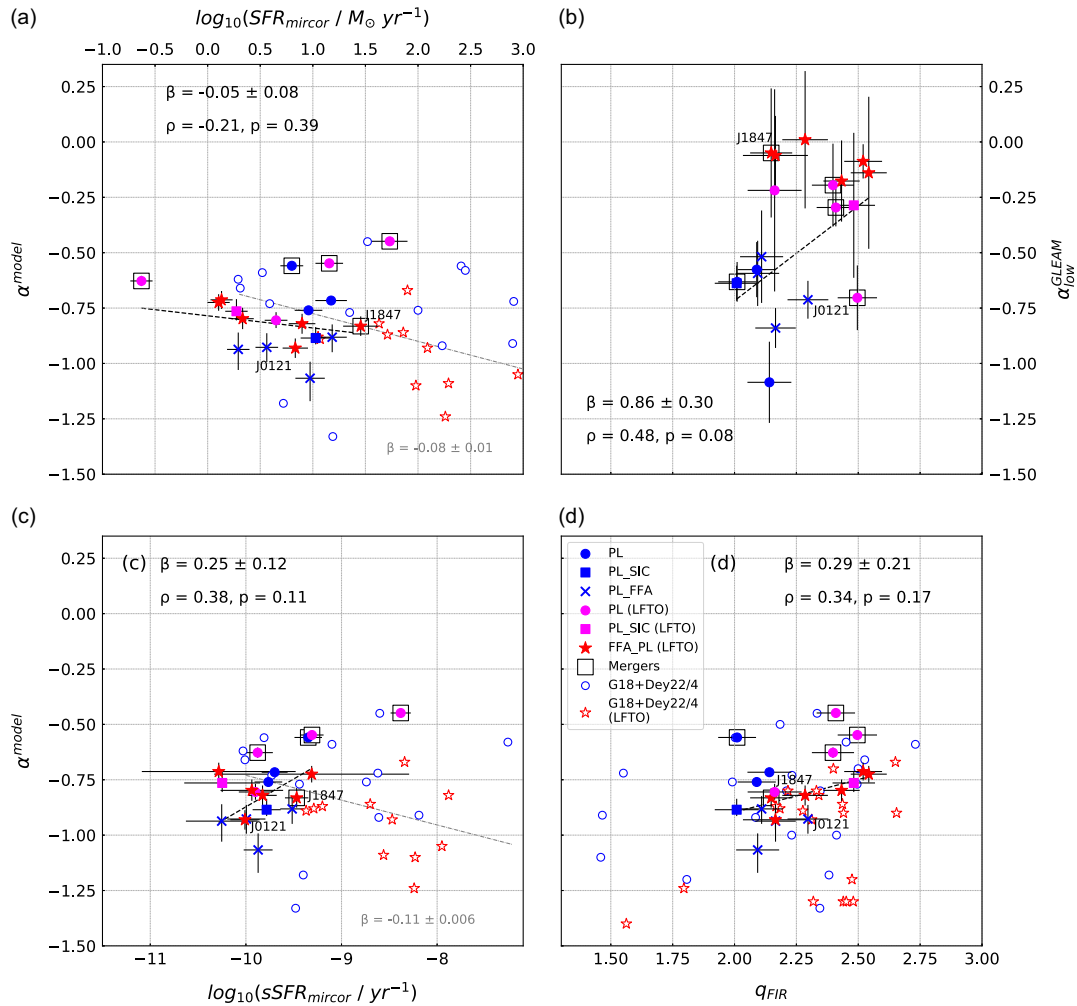 (a)
log10(SFRmircor / M⊙ yr−1)
−1.0 −0.5 0.0 0.5 1.0 1.5 2.0 2.5 3.0
0.25
0.00
−0.25
−0.50
−0.75
−1.00
−1.25
−1.50
α^model
β = -0.05 ± 0.08
ρ = -0.21, p = 0.39
J1847
J0121
β = -0.08 ± 0.01
(b)
J1847
J0121
β = 0.86 ± 0.30
ρ = 0.48, p = 0.08
0.25
0.00
−0.25
−0.50
−0.75
−1.00
−1.25
−1.50
α_low^GLEAM
(c)
(c)
β = 0.25 ± 0.12
ρ = 0.38, p = 0.11
0.25
0.00
−0.25
−0.50
−0.75
−1.00
−1.25
−1.50
α^model
J1847
J0121
β = -0.11 ± 0.006
−11 −10 −9 −8
log10(sSFRmircor / yr−1)
(d)
PL
PL_SIC
PL_FFA
PL (LFTO)
PL_SIC (LFTO)
FFA_PL (LFTO)
Mergers
G18+Dey22/4
G18+Dey22/4
(LFTO)
(d)
β = 0.29 ± 0.21
ρ = 0.34, p = 0.17
J1847
J0121
1.50 1.75 2.00 2.25 2.50 2.75 3.00
qFIR